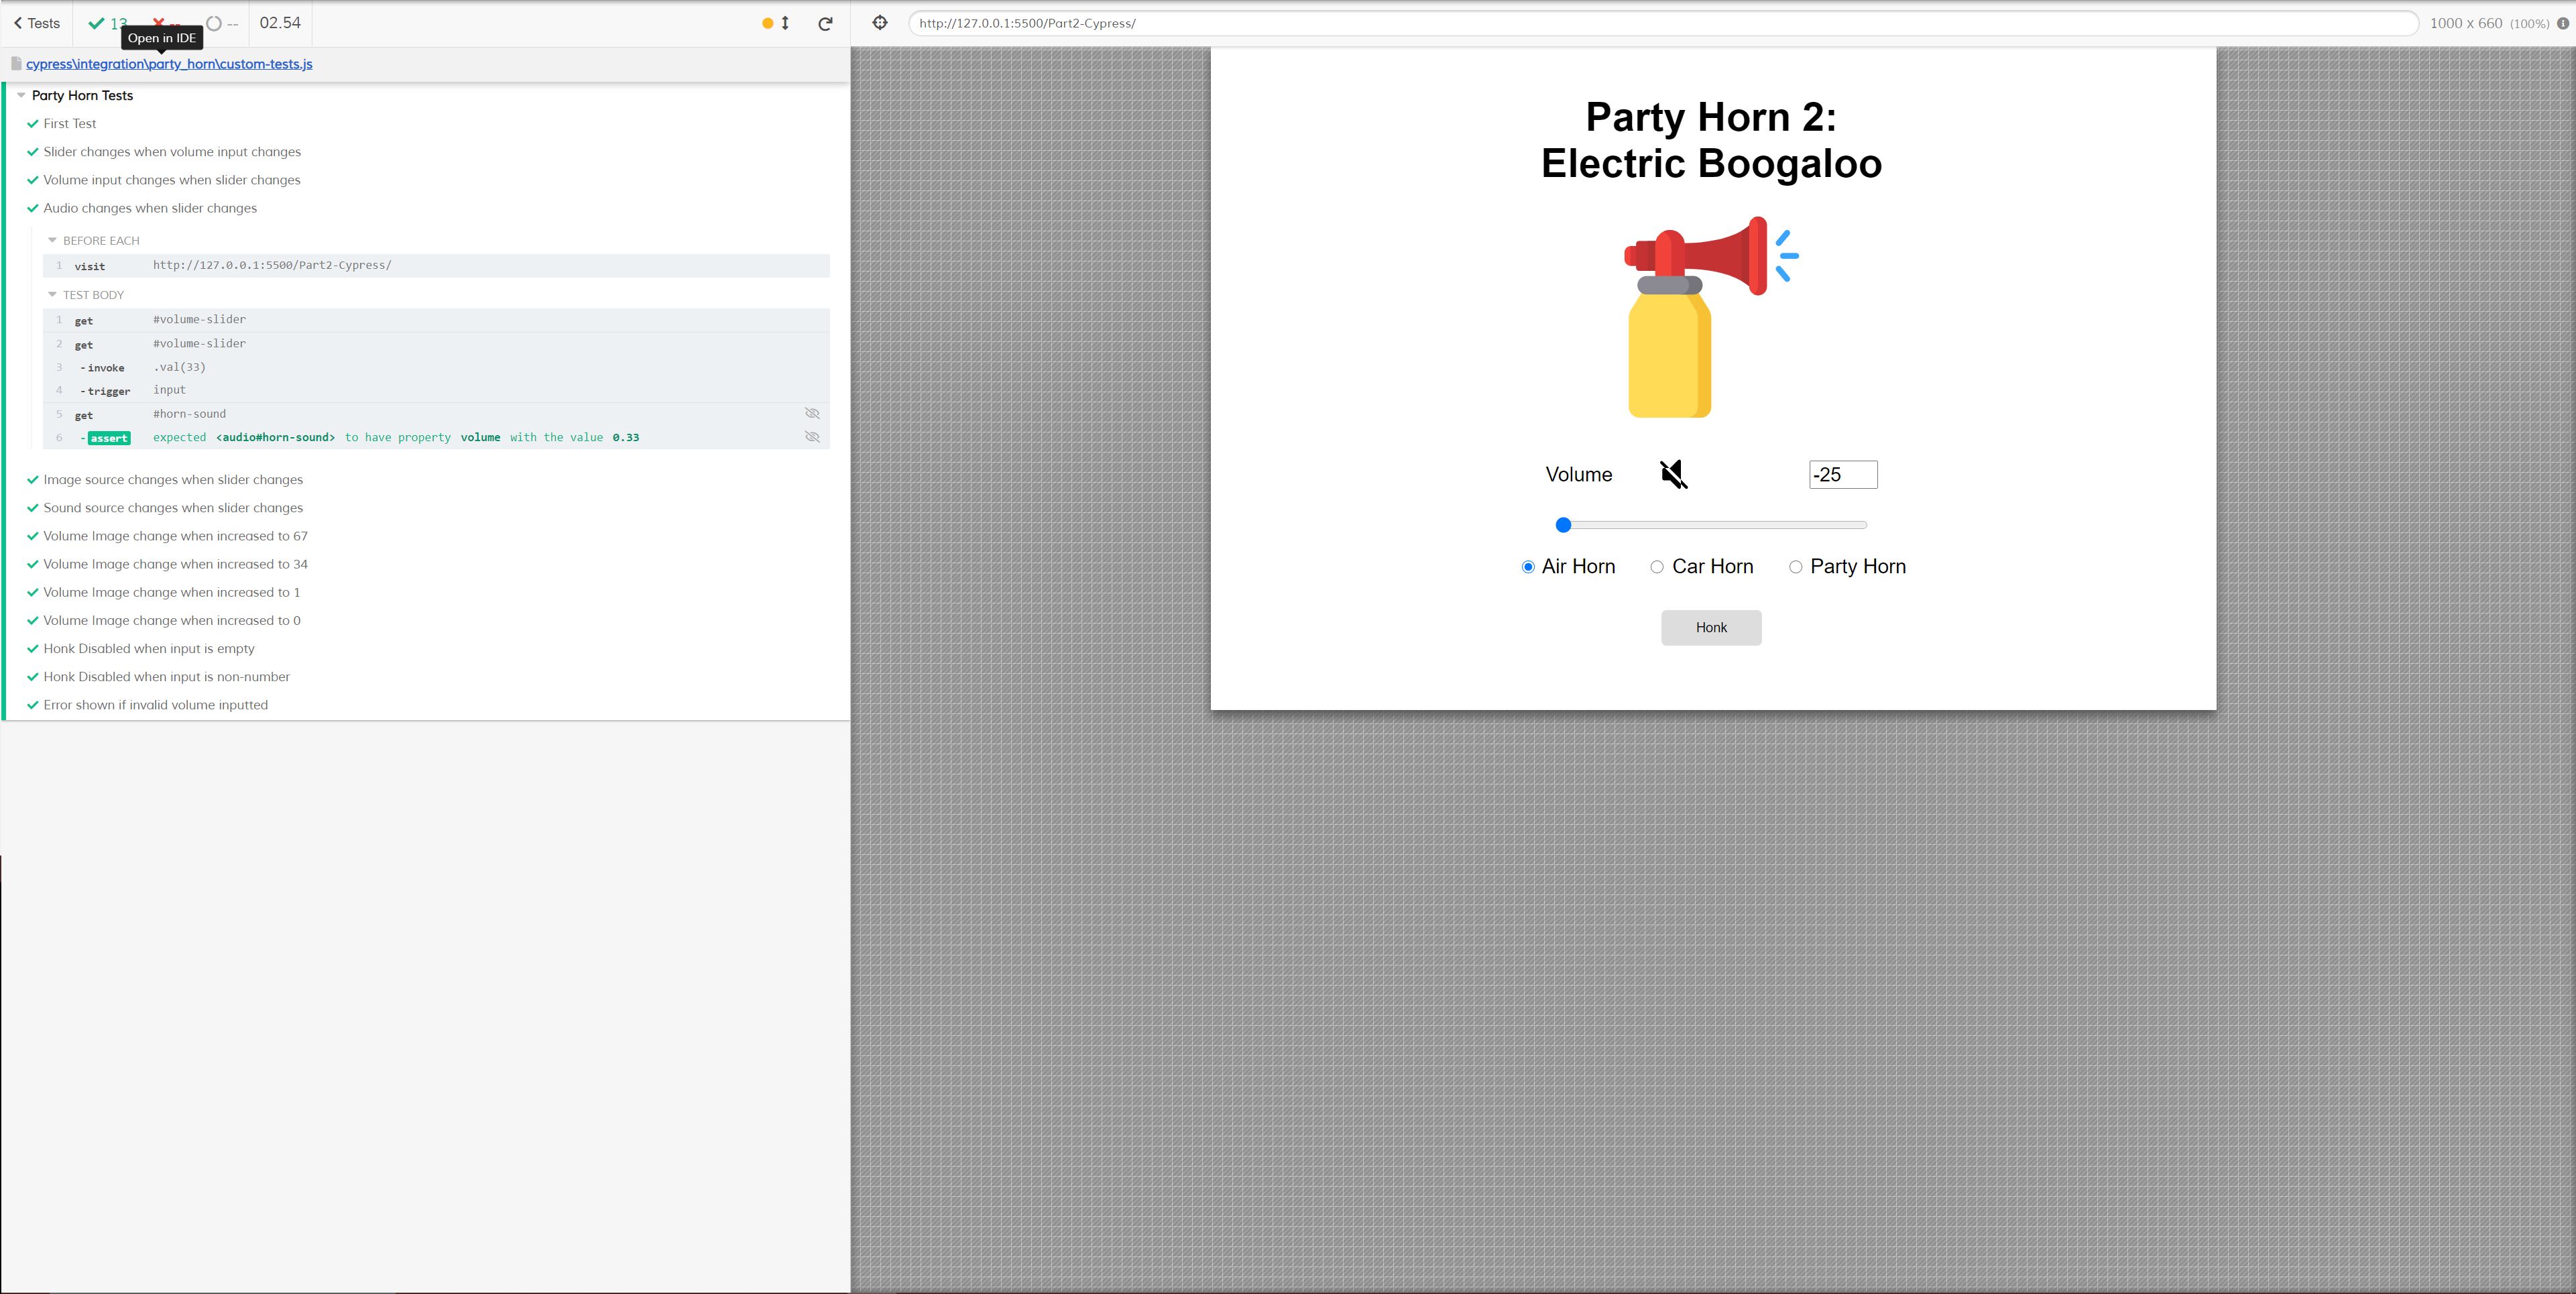 Tests 13 -- -- 02.54
Open in IDE
cypress\integration\party_horn\custom-tests.js
Party Horn Tests
First Test
Slider changes when volume input changes
Volume input changes when slider changes
Audio changes when slider changes
BEFORE EACH
1 visit http://127.0.0.1:5500/Part2-Cypress/
TEST BODY
1 get #volume-slider
2 get #volume-slider
3 -invoke .val(33)
4 -trigger input
5 get #horn-sound
6 -assert expected <audio#horn-sound> to have property volume with the value 0.33
Image source changes when slider changes
Sound source changes when slider changes
Volume Image change when increased to 67
Volume Image change when increased to 34
Volume Image change when increased to 1
Volume Image change when increased to 0
Honk Disabled when input is empty
Honk Disabled when input is non-number
Error shown if invalid volume inputted
http://127.0.0.1:5500/Part2-Cypress/
1000 x 660 (100%)
Party Horn 2:
Electric Boogaloo
Volume -25
Air Horn Car Horn Party Horn
Honk